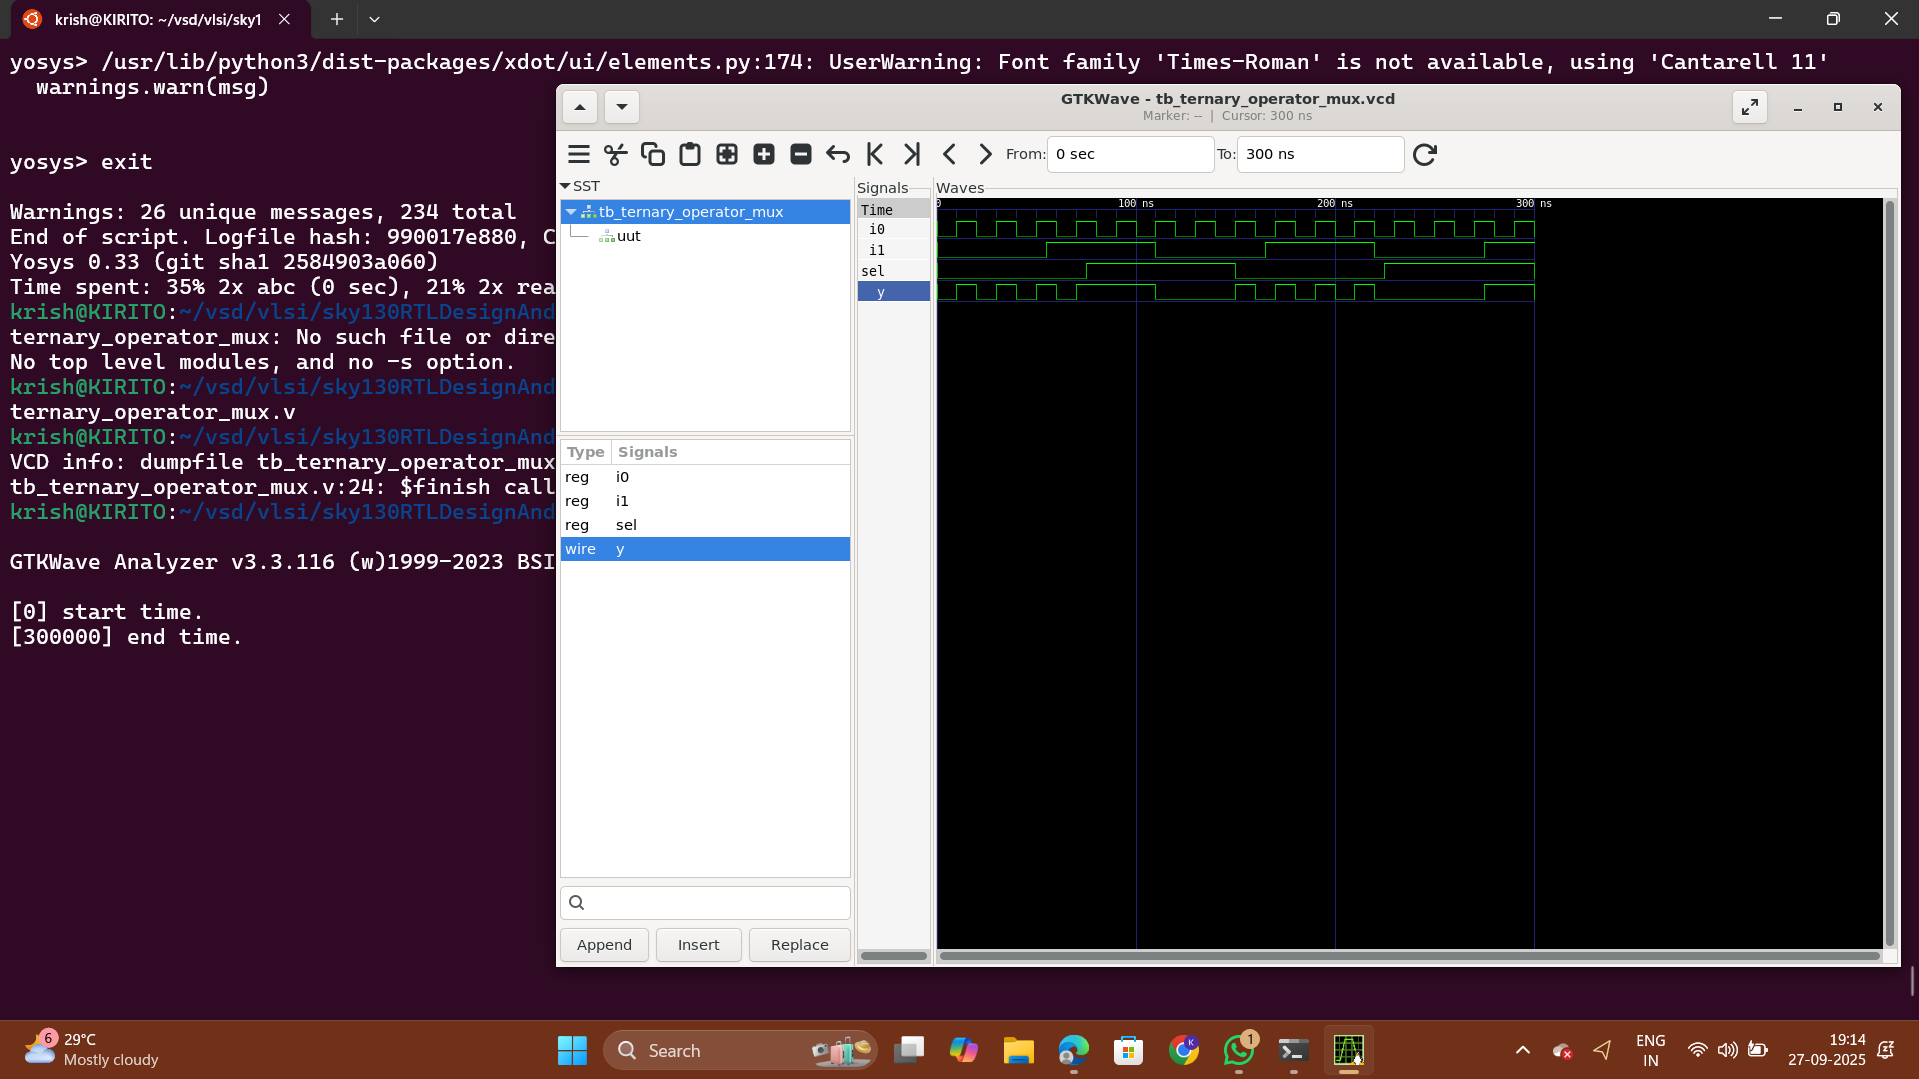 krish@KIRITO: ~/vsd/vlsi/sky1
yosys> /usr/lib/python3/dist-packages/xdot/ui/elements.py:174: UserWarning: Font family 'Times-Roman' is not available, using 'Cantarell 11'
warnings.warn(msg)
yosys> exit
Warnings: 26 unique messages, 234 total
End of script. Logfile hash: 990017e880, C
Yosys 0.33 (git sha1 2584903a060)
Time spent: 35% 2x abc (0 sec), 21% 2x rea
krish@KIRITO:~/vsd/vlsi/sky130RTLDesignAnd
ternary_operator_mux: No such file or dire
No top level modules, and no -s option.
krish@KIRITO:~/vsd/vlsi/sky130RTLDesignAnd
ternary_operator_mux.v
krish@KIRITO:~/vsd/vlsi/sky130RTLDesignAnd
VCD info: dumpfile tb_ternary_operator_mux
tb_ternary_operator_mux.v:24: $finish call
krish@KIRITO:~/vsd/vlsi/sky130RTLDesignAnd
GTKWave Analyzer v3.3.116 (w)1999-2023 BSI
[0] start time.
[300000] end time.
GTKWave - tb_ternary_operator_mux.vcd
Marker: -- | Cursor: 300 ns
From: 0 sec To: 300 ns
SST
tb_ternary_operator_mux
uut
Type Signals
reg i0
reg i1
reg sel
wire y
Append Insert Replace
Signals
Time
i0
i1
sel
y
Waves
0 100 ns 200 ns 300 ns
6
29°C
Mostly cloudy
Search
K
1
ENG
IN
19:14
27-09-2025